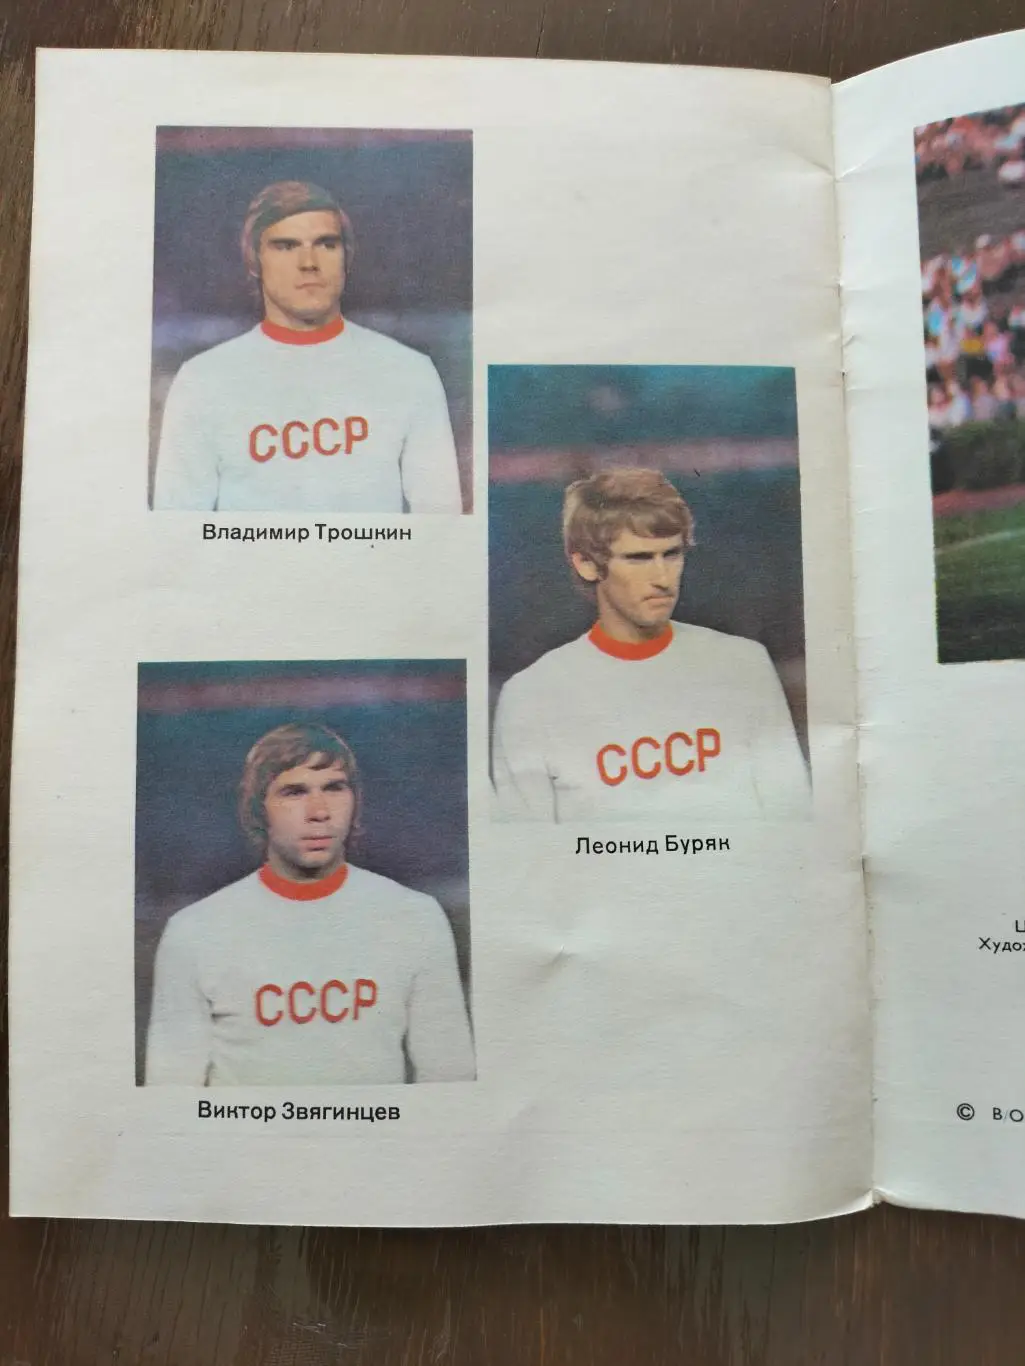 СССР
Владимир Трошкин
СССР
Леонид Буряк
СССР
Виктор Звягинцев
© В/О